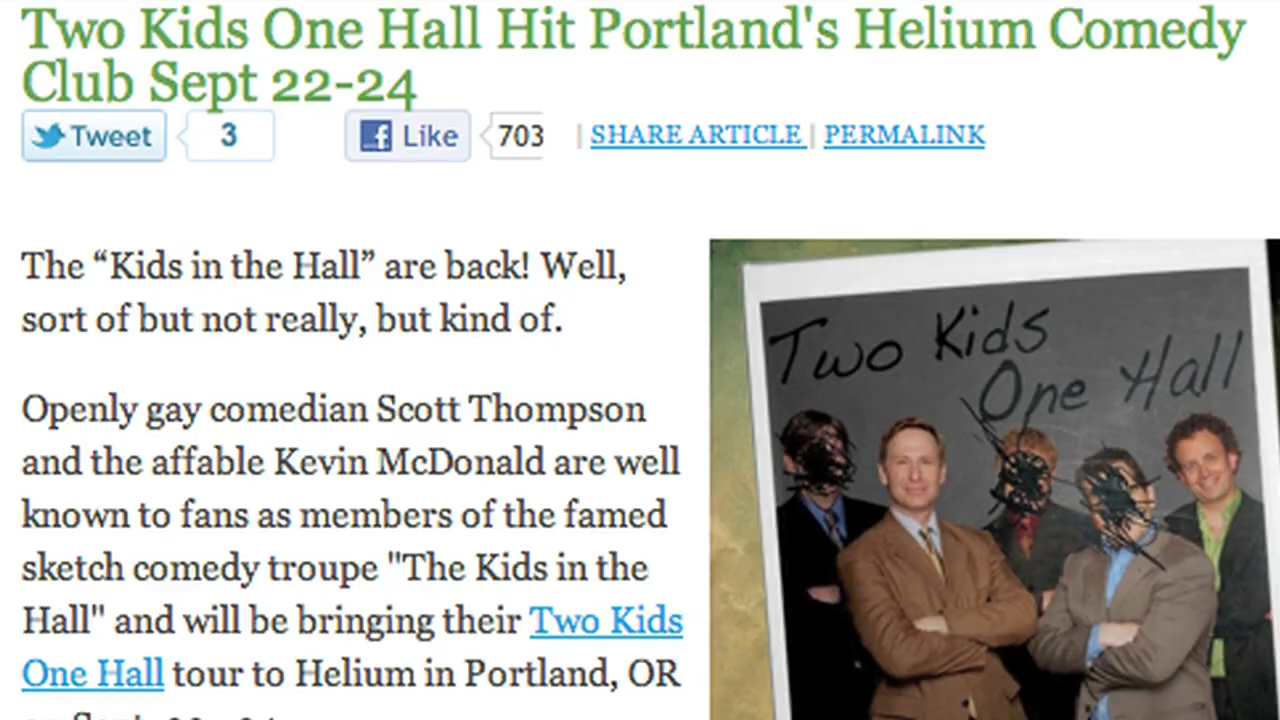 Two Kids One Hall Hit Portland's Helium Comedy
Club Sept 22-24
Tweet 3 Like 703 | SHARE ARTICLE | PERMALINK
The “Kids in the Hall” are back! Well,
sort of but not really, but kind of.
Openly gay comedian Scott Thompson
and the affable Kevin McDonald are well
known to fans as members of the famed
sketch comedy troupe "The Kids in the
Hall" and will be bringing their Two Kids
One Hall tour to Helium in Portland, OR
Two Kids
One Hall